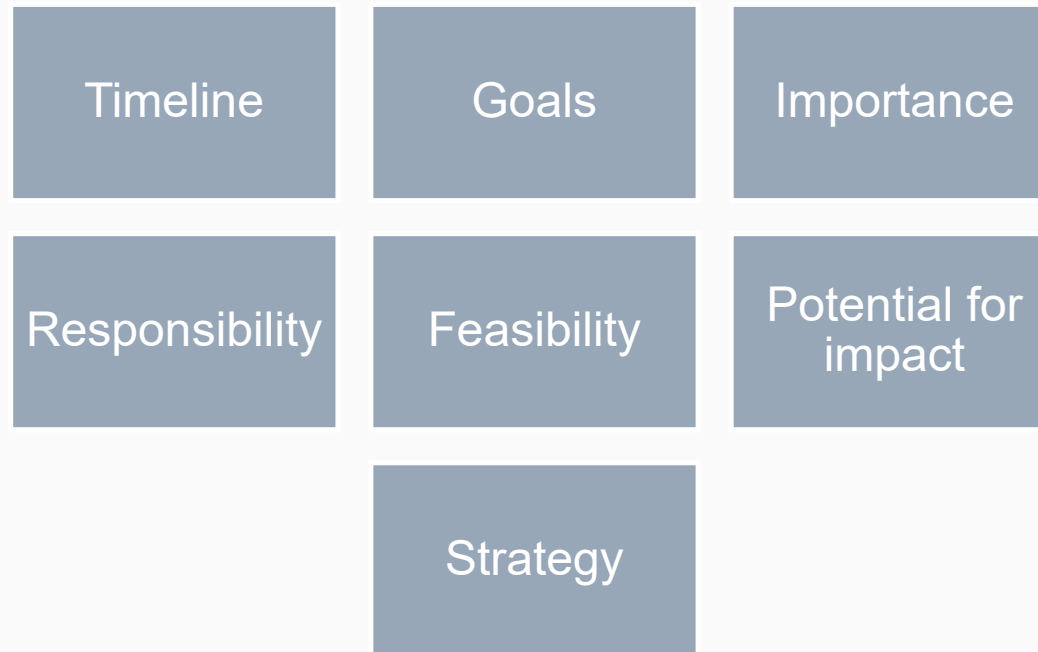 Timeline
Goals
Importance
Responsibility
Feasibility
Potential for
impact
Strategy